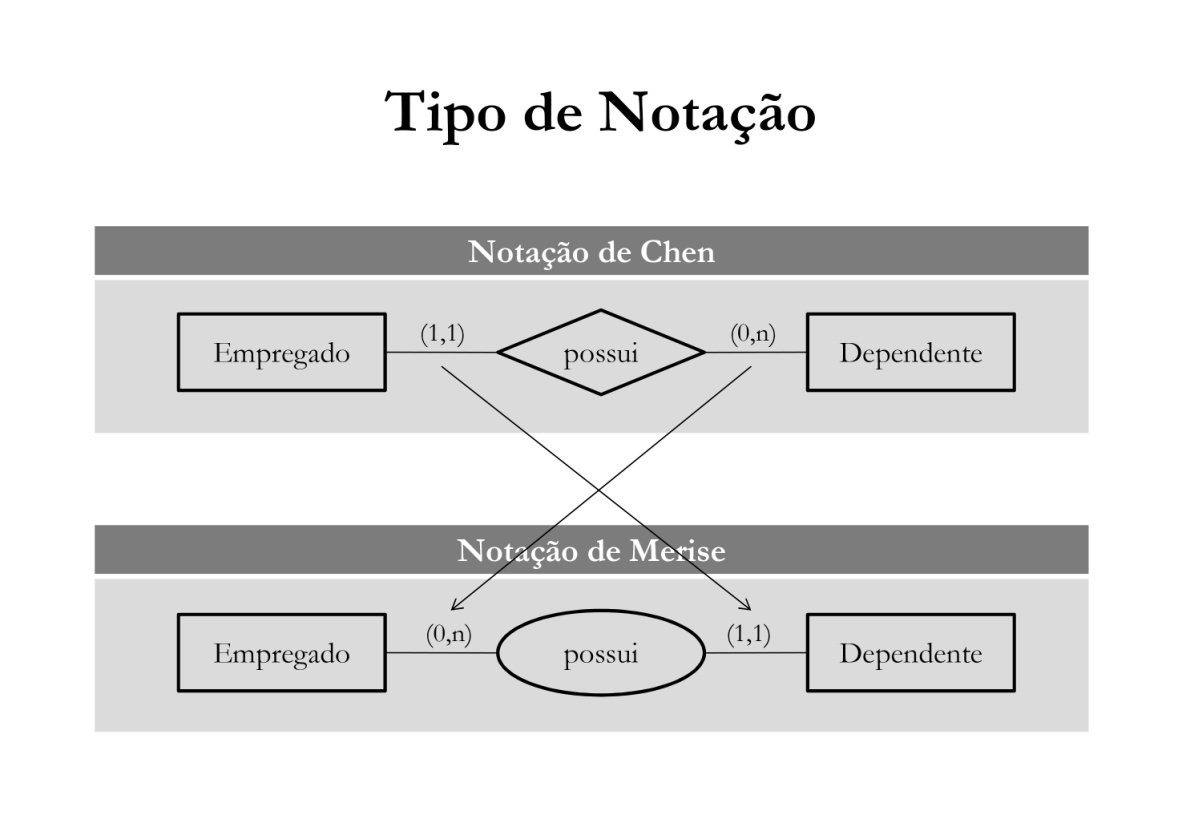 Tipo de Notação
Notação de Chen
Empregado (1,1) possui (0,n) Dependente
Notação de Merise
Empregado (0,n) possui (1,1) Dependente